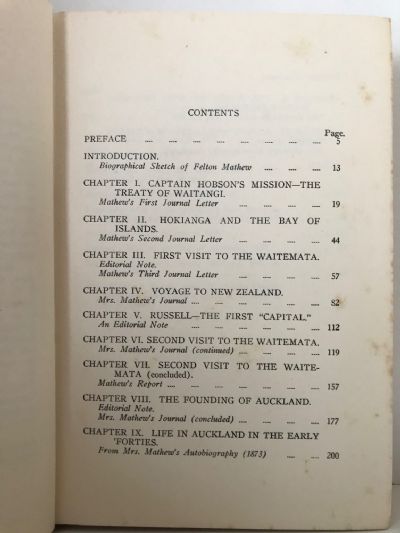 CONTENTS
Page.
PREFACE .... .... .... .... .... .... .... 5
INTRODUCTION.
Biographical Sketch of Felton Mathew .... .... .... 13
CHAPTER I. CAPTAIN HOBSON'S MISSION—THE
TREATY OF WAITANGI.
Mathew's First Journal Letter .... .... .... .... 19
CHAPTER II. HOKIANGA AND THE BAY OF
ISLANDS.
Mathew's Second Journal Letter .... .... .... .... 44
CHAPTER III. FIRST VISIT TO THE WAITEMATA.
Editorial Note.
Mathew's Third Journal Letter .... .... .... .... 57
CHAPTER IV. VOYAGE TO NEW ZEALAND.
Mrs. Mathew's Journal .... .... .... .... .... 82
CHAPTER V. RUSSELL—THE FIRST "CAPITAL."
An Editorial Note .... .... .... .... .... .... 112
CHAPTER VI. SECOND VISIT TO THE WAITEMATA.
Mrs. Mathew's Journal (continued) .... .... .... .... 119
CHAPTER VII. SECOND VISIT TO THE WAITE-
MATA (concluded).
Mathew's Report .... .... .... .... .... .... 157
CHAPTER VIII. THE FOUNDING OF AUCKLAND.
Editorial Note.
Mrs. Mathew's Journal (concluded) .... .... .... .... 177
CHAPTER IX. LIFE IN AUCKLAND IN THE EARLY
'FORTIES.
From Mrs. Mathew's Autobiography (1873) .... .... 200